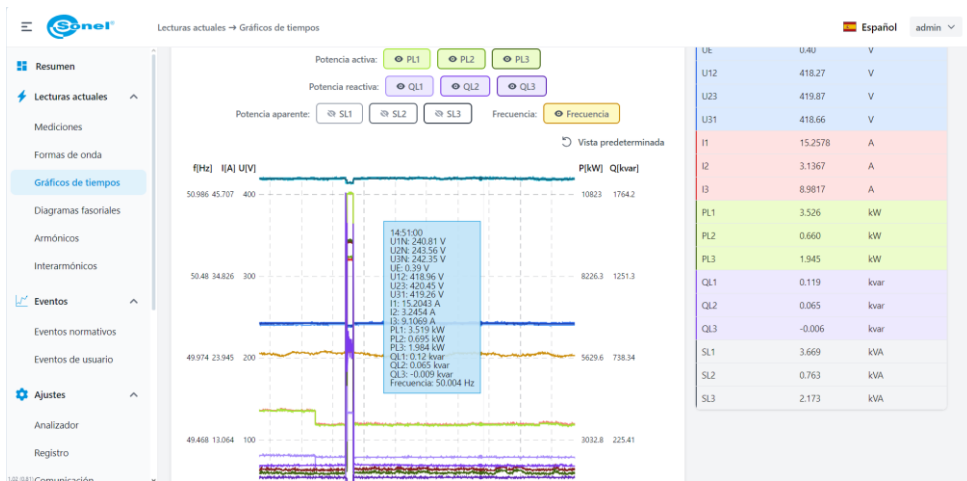 Sonel®
Lecturas actuales → Gráficos de tiempos
Español
admin
Resumen
Lecturas actuales
Mediciones
Formas de onda
Gráficos de tiempos
Diagramas fasoriales
Armónicos
Interarmónicos
Eventos
Eventos normativos
Eventos de usuario
Ajustes
Analizador
Registro
Comunicación
Potencia activa: PL1 PL2 PL3
Potencia reactiva: QL1 QL2 QL3
Potencia aparente: SL1 SL2 SL3 Frecuencia: Frecuencia
Vista predeterminada
f[Hz] I[A] U[V] P[kW] Q[kvar]
50.986 45.707 400 10823 1764.2
50.48 34.826 300 8226.3 1251.3
49.974 23.945 200 5629.6 738.34
49.468 13.064 100 3032.8 225.41
14:51:00
U1N: 240.81 V
U2N: 243.56 V
U3N: 242.35 V
UE: 0.39 V
U12: 418.96 V
U23: 420.45 V
U31: 419.26 V
I1: 15.2043 A
I2: 3.2454 A
I3: 9.1069 A
PL1: 3.519 kW
PL2: 0.695 kW
PL3: 1.984 kW
QL1: 0.12 kvar
QL2: 0.065 kvar
QL3: -0.009 kvar
Frecuencia: 50.004 Hz
UE 0.40 V
U12 418.27 V
U23 419.87 V
U31 418.66 V
I1 15.2578 A
I2 3.1367 A
I3 8.9817 A
PL1 3.526 kW
PL2 0.660 kW
PL3 1.945 kW
QL1 0.119 kvar
QL2 0.065 kvar
QL3 -0.006 kvar
SL1 3.669 kVA
SL2 0.763 kVA
SL3 2.173 kVA